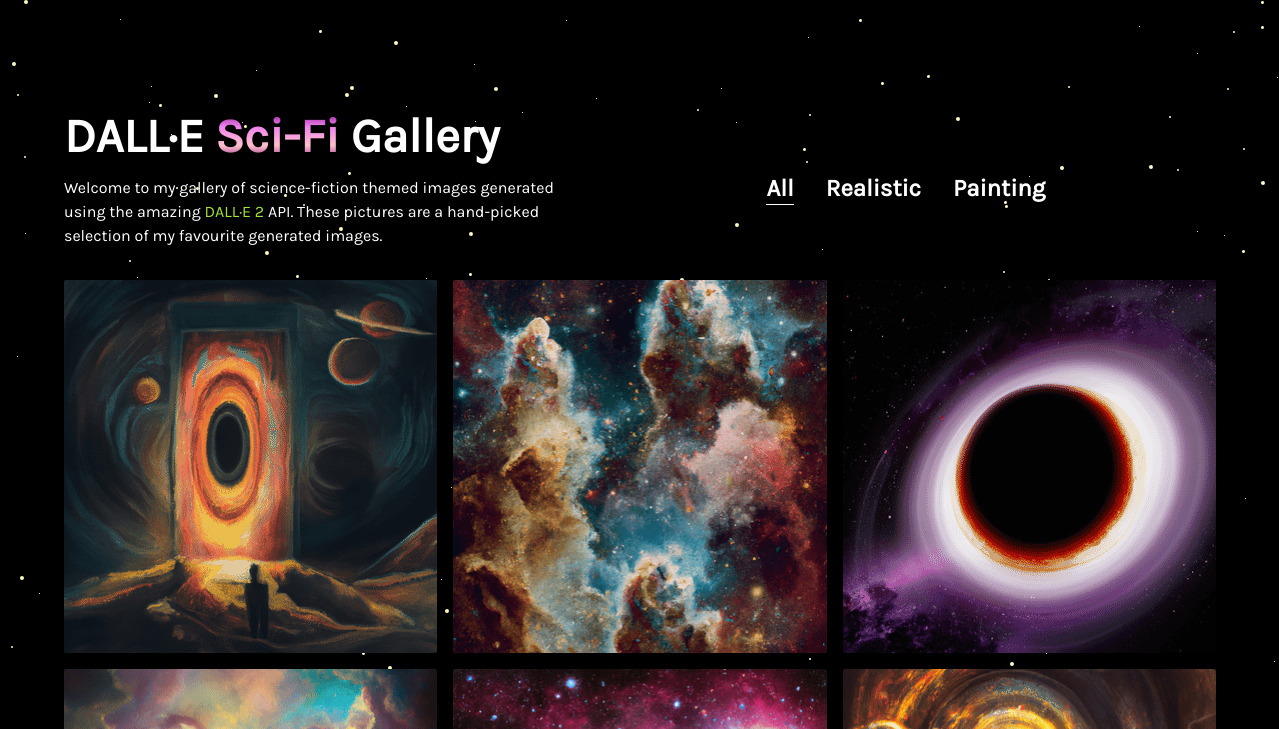 DALL·E Sci-Fi Gallery
Welcome to my gallery of science-fiction themed images generated
using the amazing DALL·E 2 API. These pictures are a hand-picked
selection of my favourite generated images.
All Realistic Painting